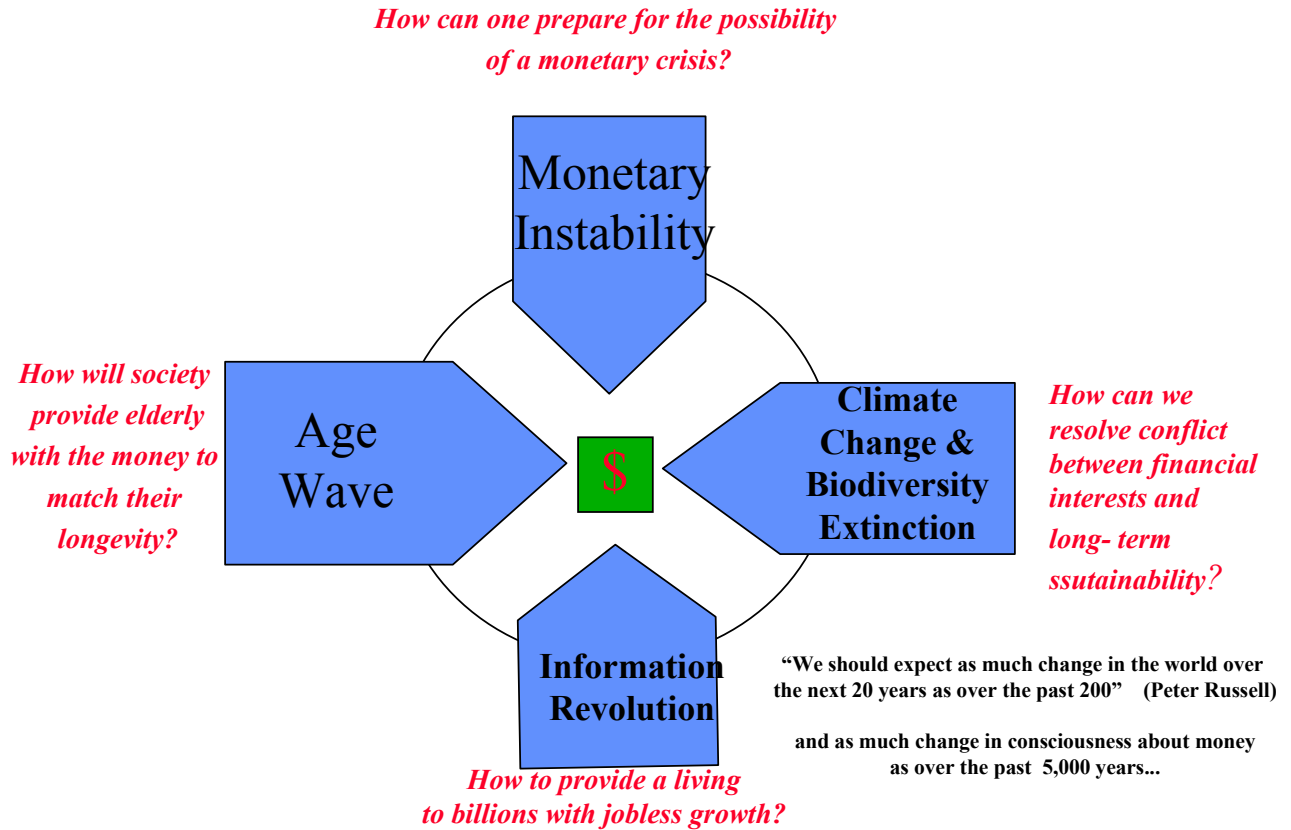 How can one prepare for the possibility
of a monetary crisis?
Monetary
Instability
How will society
provide elderly
with the money to
match their
longevity?
Age
Wave
$
Climate
Change &
Biodiversity
Extinction
How can we
resolve conflict
between financial
interests and
long- term
ssutainability?
Information
Revolution
How to provide a living
to billions with jobless growth?
“We should expect as much change in the world over
the next 20 years as over the past 200” (Peter Russell)
and as much change in consciousness about money
as over the past 5,000 years...